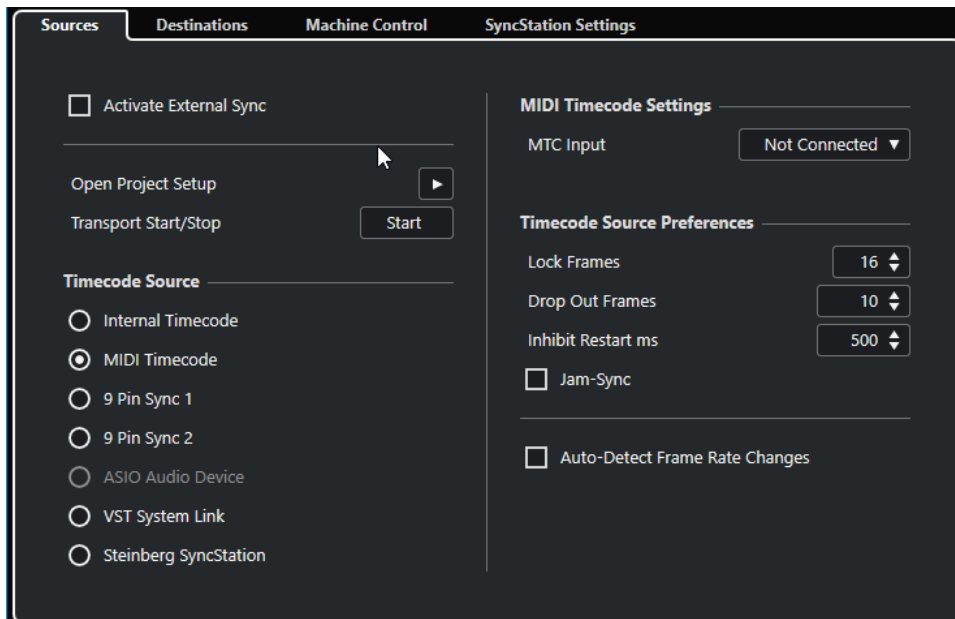 Sources Destinations Machine Control SyncStation Settings
Activate External Sync
Open Project Setup
Transport Start/Stop Start
Timecode Source
Internal Timecode
MIDI Timecode
9 Pin Sync 1
9 Pin Sync 2
ASIO Audio Device
VST System Link
Steinberg SyncStation
MIDI Timecode Settings
MTC Input Not Connected
Timecode Source Preferences
Lock Frames 16
Drop Out Frames 10
Inhibit Restart ms 500
Jam-Sync
Auto-Detect Frame Rate Changes